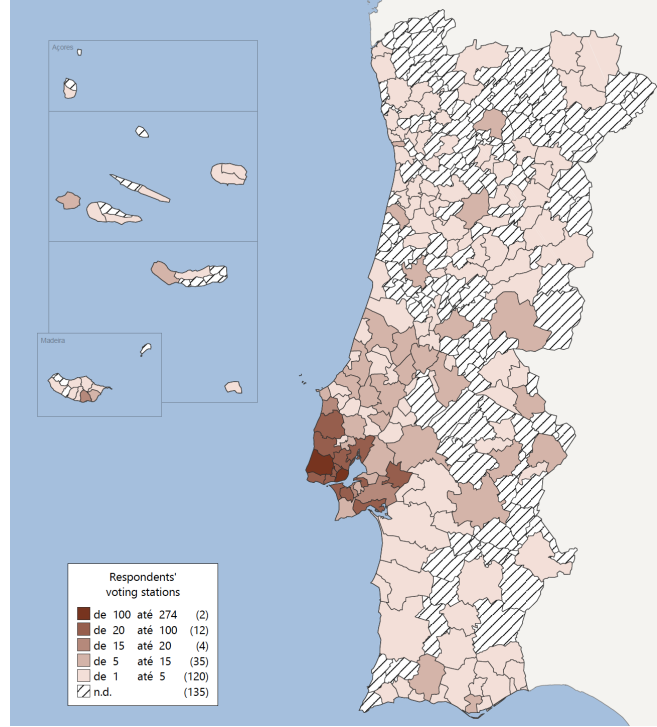 Açores
Madeira
Respondents'
voting stations
de 100 até 274 (2)
de 20 até 100 (12)
de 15 até 20 (4)
de 5 até 15 (35)
de 1 até 5 (120)
n.d. (135)